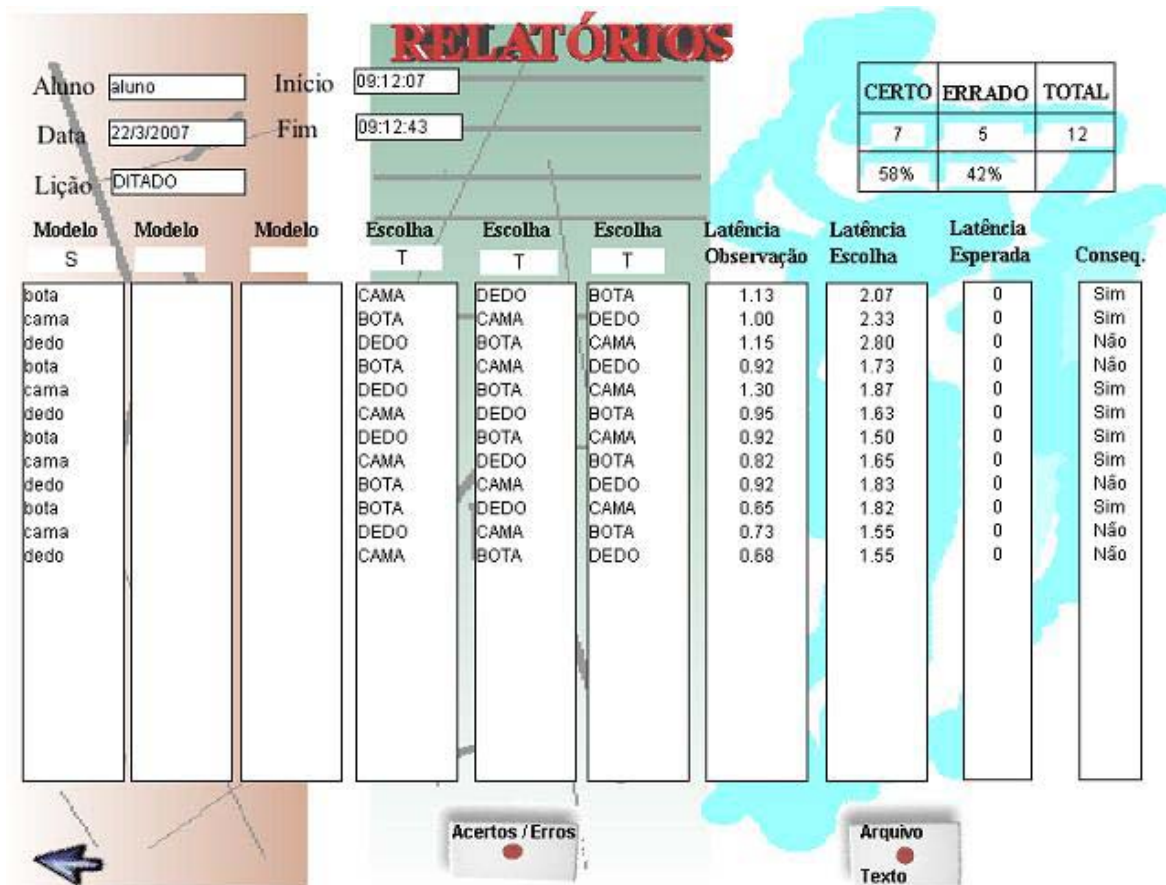 RELATÓRIOS
Aluno aluno Início 09:12:07
Data 22/3/2007 Fim 09:12:43
Lição DITADO
CERTO ERRADO TOTAL
7 5 12
58% 42%
Modelo Modelo Modelo Escolha Escolha Escolha Latência Observação Latência Escolha Latência Esperada Conseq.
S T T T
bota CAMA DEDO BOTA 1.13 2.07 0 Sim
cama BOTA CAMA DEDO 1.00 2.33 0 Sim
dedo DEDO BOTA CAMA 1.15 2.80 0 Não
bota BOTA CAMA DEDO 0.92 1.73 0 Não
cama DEDO BOTA CAMA 1.30 1.87 0 Sim
dedo CAMA DEDO BOTA 0.95 1.63 0 Sim
bota DEDO BOTA CAMA 0.92 1.50 0 Sim
cama CAMA DEDO BOTA 0.82 1.65 0 Sim
dedo BOTA CAMA DEDO 0.92 1.83 0 Não
bota BOTA DEDO CAMA 0.65 1.82 0 Sim
cama DEDO CAMA BOTA 0.73 1.55 0 Não
dedo CAMA BOTA DEDO 0.68 1.55 0 Não
Acertos / Erros
Arquivo
Texto